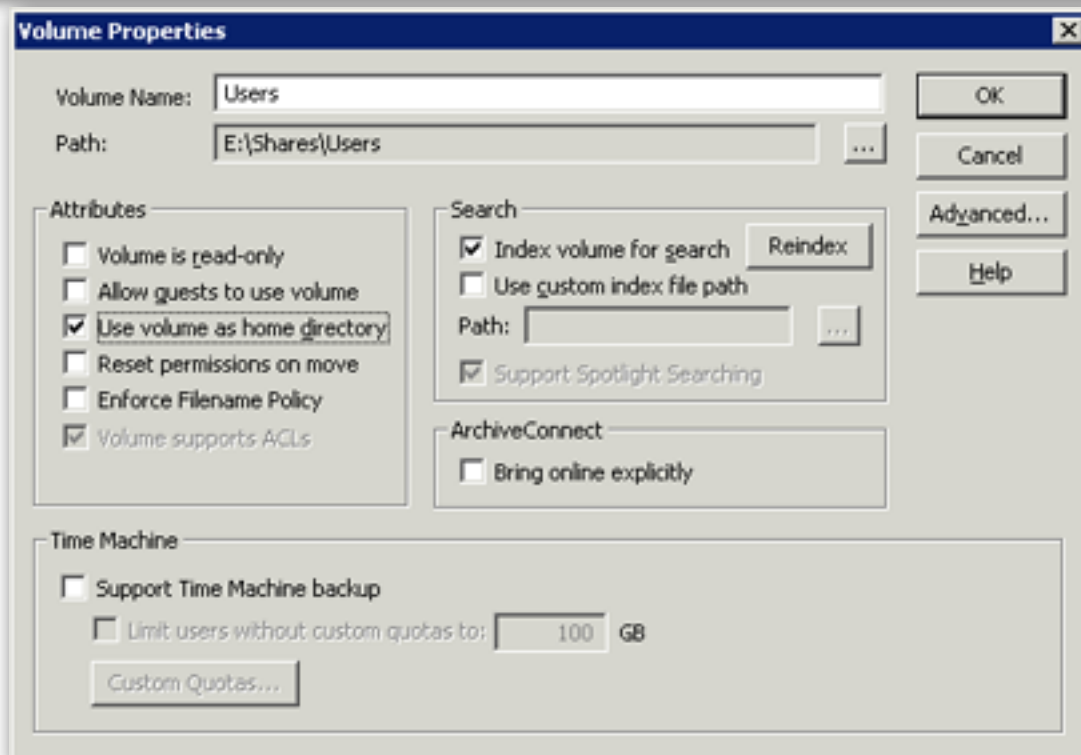 Volume Properties
Volume Name: Users
OK
Path: E:\Shares\Users ...
Cancel
Advanced...
Help
Attributes
Volume is read-only
Allow guests to use volume
Use volume as home directory
Reset permissions on move
Enforce Filename Policy
Volume supports ACLs
Search
Index volume for search Reindex
Use custom index file path
Path: ...
Support Spotlight Searching
ArchiveConnect
Bring online explicitly
Time Machine
Support Time Machine backup
Limit users without custom quotas to: 100 GB
Custom Quotas...